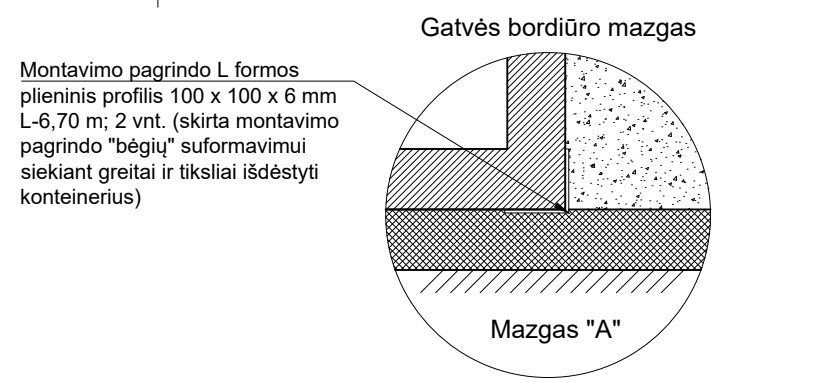 Gatvės bordiūro mazgas
Montavimo pagrindo L formos
plieninis profilis 100 x 100 x 6 mm
L-6,70 m; 2 vnt. (skirta montavimo
pagrindo "bėgių" suformavimui
siekiant greitai ir tiksliai išdėstyti
konteinerius)
Mazgas "A"